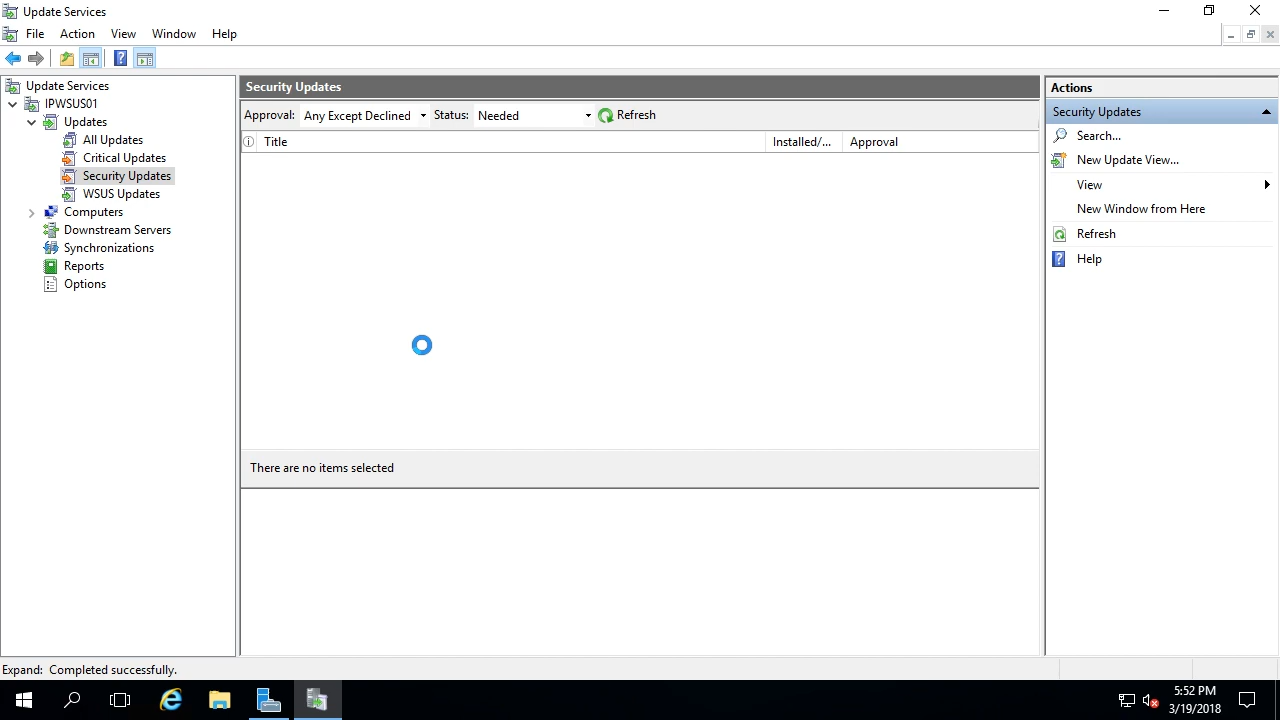 Update Services
File Action View Window Help
Update Services
IPWSUS01
Updates
All Updates
Critical Updates
Security Updates
WSUS Updates
Computers
Downstream Servers
Synchronizations
Reports
Options
Security Updates
Approval: Any Except Declined Status: Needed Refresh
Title Installed/... Approval
There are no items selected
Actions
Security Updates
Search...
New Update View...
View
New Window from Here
Refresh
Help
Expand: Completed successfully.
5:52 PM
3/19/2018